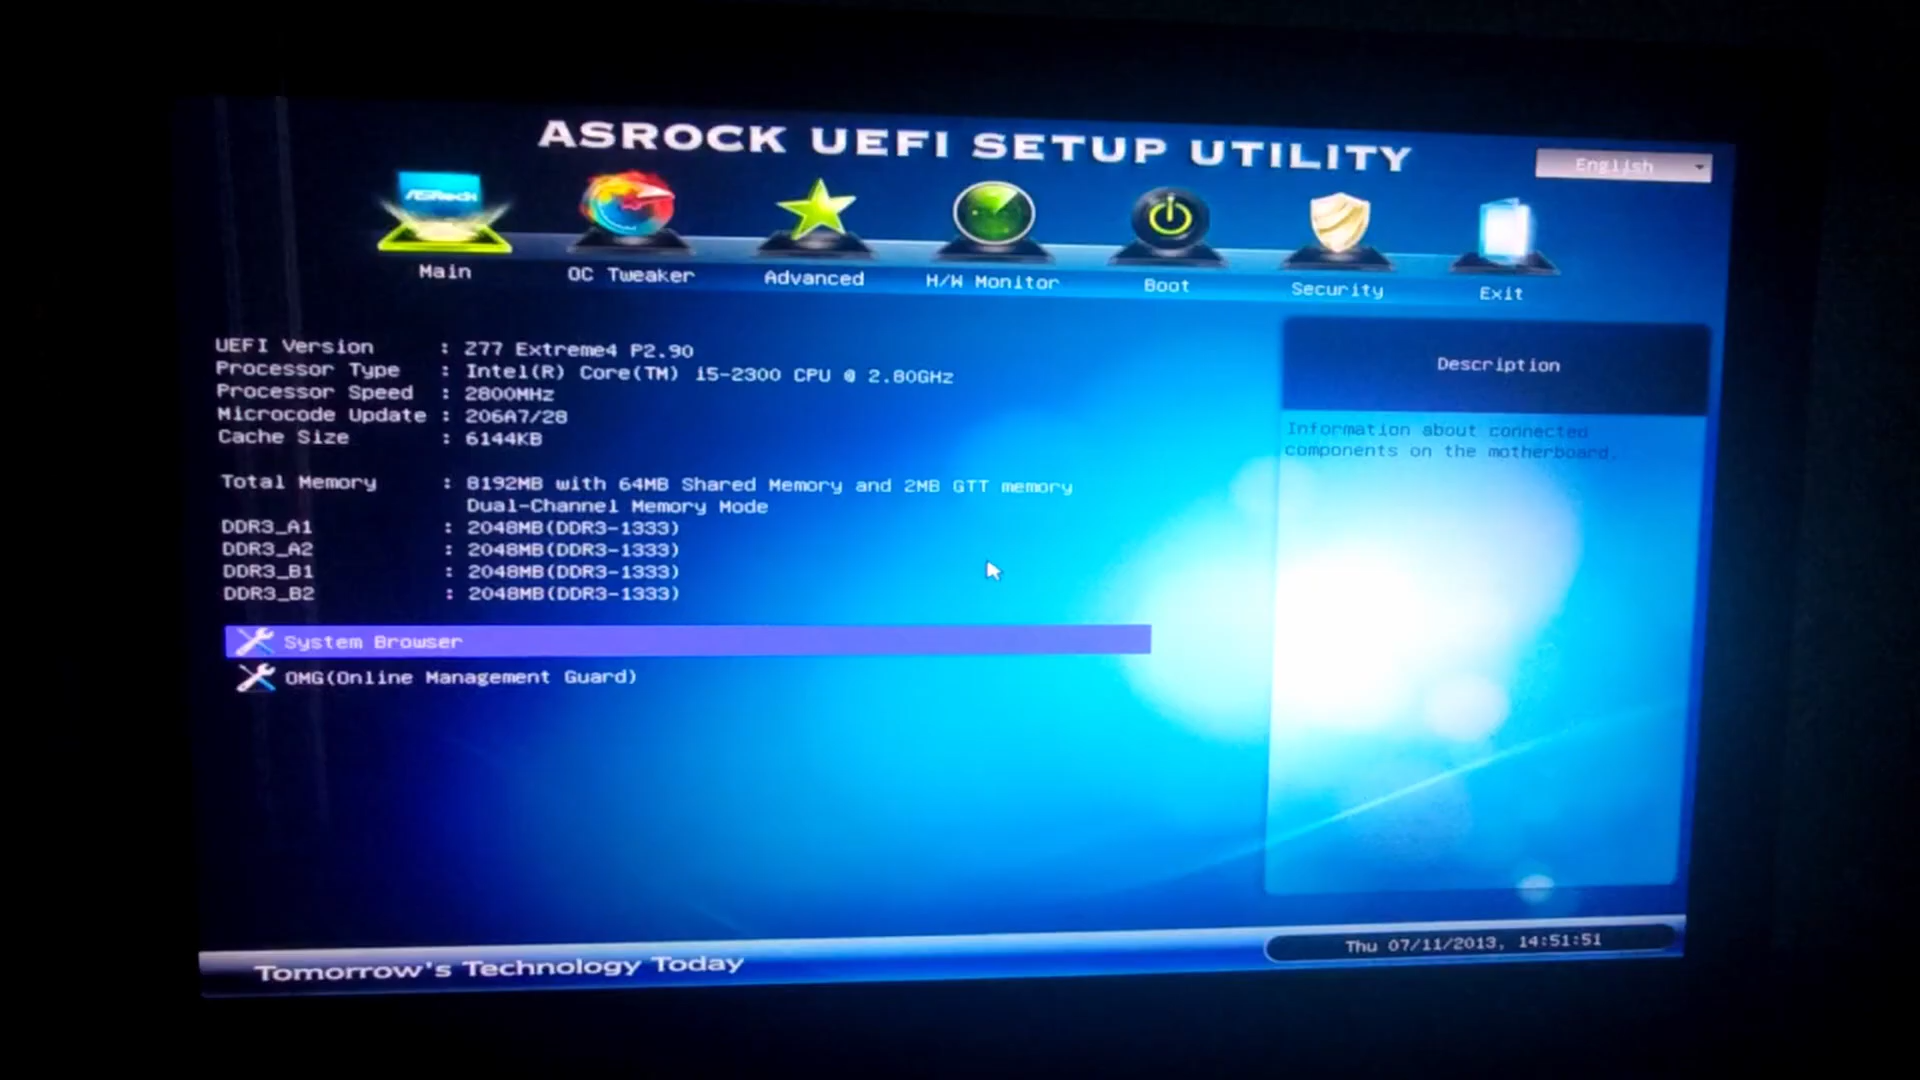 ASROCK UEFI SETUP UTILITY
English
ASRock
Main
OC Tweaker
Advanced
H/W Monitor
Boot
Security
Exit
UEFI Version : Z77 Extreme4 P2.90
Processor Type : Intel(R) Core(TM) i5-2300 CPU @ 2.80GHz
Processor Speed : 2800MHz
Microcode Update : 206A7/28
Cache Size : 6144KB
Total Memory : 8192MB with 64MB Shared Memory and 2MB GTT memory
Dual-Channel Memory Mode
DDR3_A1 : 2048MB(DDR3-1333)
DDR3_A2 : 2048MB(DDR3-1333)
DDR3_B1 : 2048MB(DDR3-1333)
DDR3_B2 : 2048MB(DDR3-1333)
System Browser
OMG(Online Management Guard)
Description
Information about connected
components on the motherboard.
Tomorrow's Technology Today
Thu 07/11/2013, 14:51:51